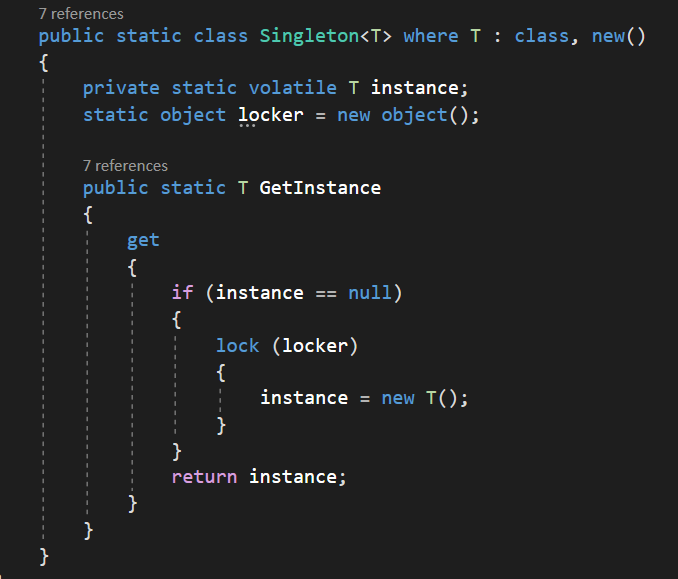 7 references
public static class Singleton<T> where T : class, new()
{
private static volatile T instance;
static object locker = new object();
7 references
public static T GetInstance
{
get
{
if (instance == null)
{
lock (locker)
{
instance = new T();
}
}
return instance;
}
}
}